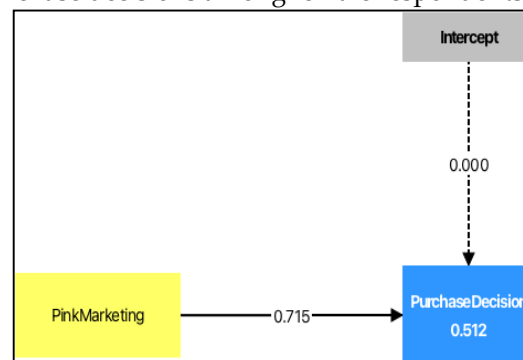 Intercept
0.000
PinkMarketing
0.715
PurchaseDecision
0.512